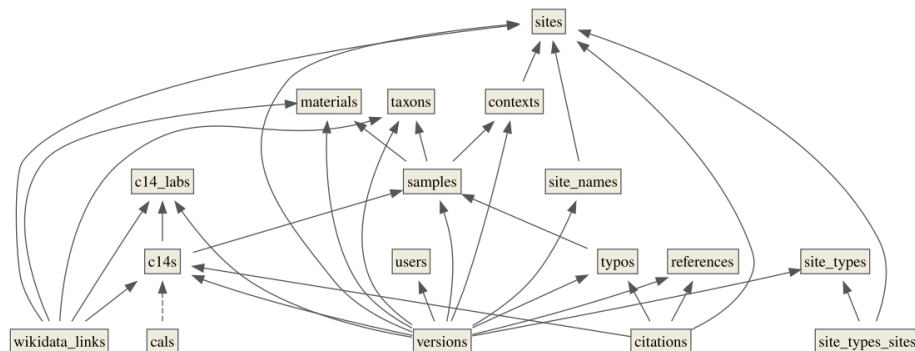 sites
materials
taxons
contexts
c14_labs
samples
site_names
c14s
users
typos
references
site_types
wikidata_links
cals
versions
citations
site_types_sites